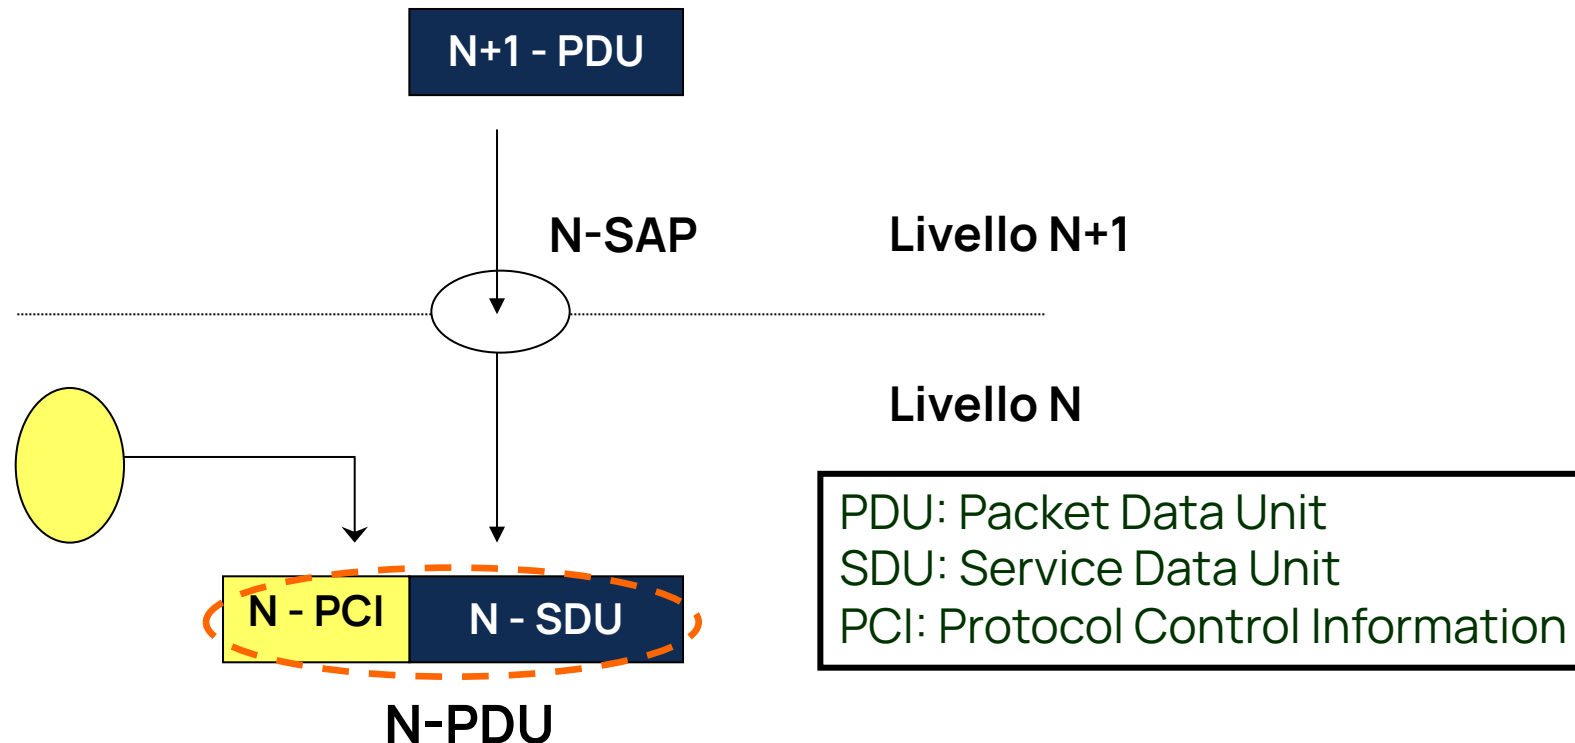 N+1 - PDU
N-SAP
Livello N+1
Livello N
PDU: Packet Data Unit
SDU: Service Data Unit
PCI: Protocol Control Information
N - PCI
N - SDU
N-PDU